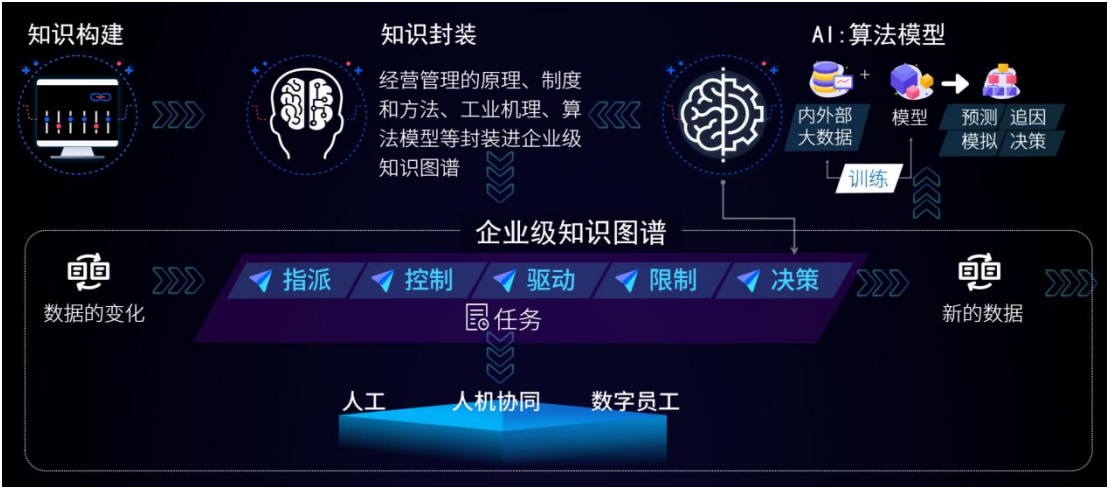 知识构建
知识封装
经营管理的原理、制度
和方法、工业机理、算
法模型等封装进企业级
知识图谱
AI:算法模型
内外部
大数据
+
模型
预测 追因
模拟 决策
训练
企业级知识图谱
数据的变化
指派 控制 驱动 限制 决策
任务
新的数据
人工 人机协同 数字员工